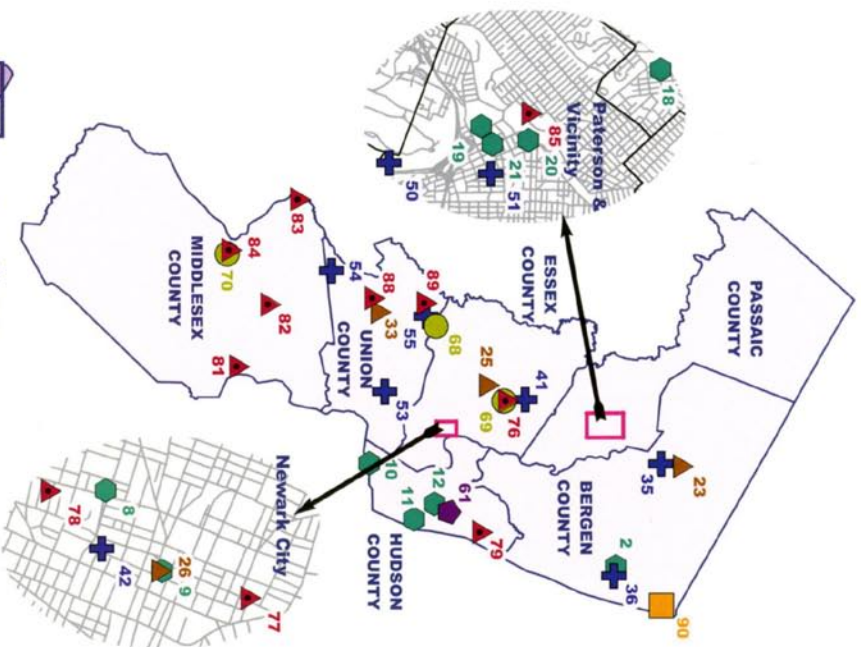 18
Paterson &
Vicinity
85
20
19
21
51
50
PASSAIC
COUNTY
ESSEX
COUNTY
23
35
BERGEN
COUNTY
2
36
90
41
76
25
69
89
68
55
88
33
UNION
COUNTY
54
53
83
84
70
MIDDLESEX
COUNTY
82
81
10
12
61
11
79
HUDSON
COUNTY
Newark City
8
78
42
26
9
77